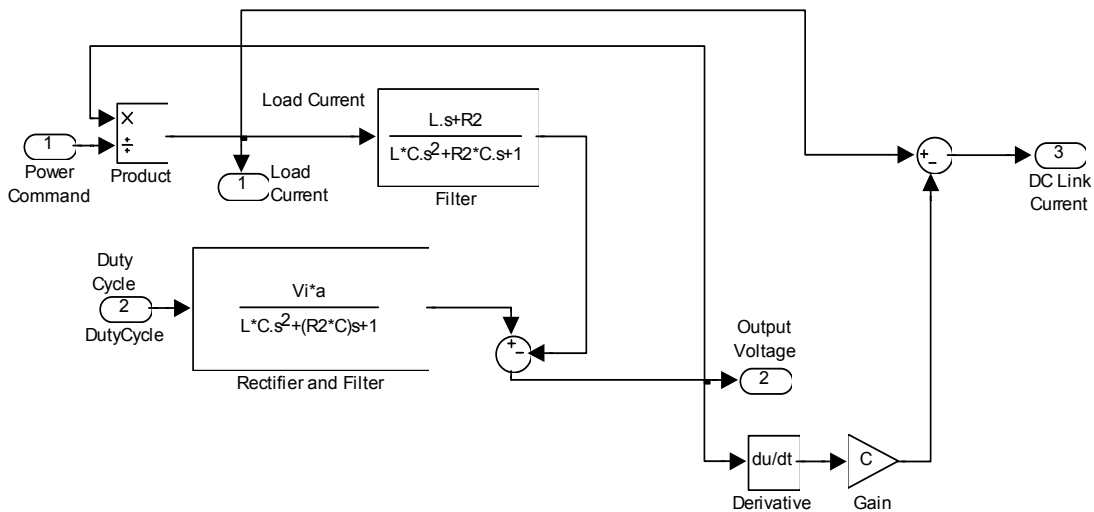 Load Current
×
÷
1
Power
Command
Product
1
Load
Current
L.s+R2
L*C.s2+R2*C.s+1
Filter
+
−
3
DC Link
Current
Duty
Cycle
2
DutyCycle
Vi*a
L*C.s2+(R2*C)s+1
Rectifier and Filter
+
−
Output
Voltage
2
du/dt
Derivative
C
Gain